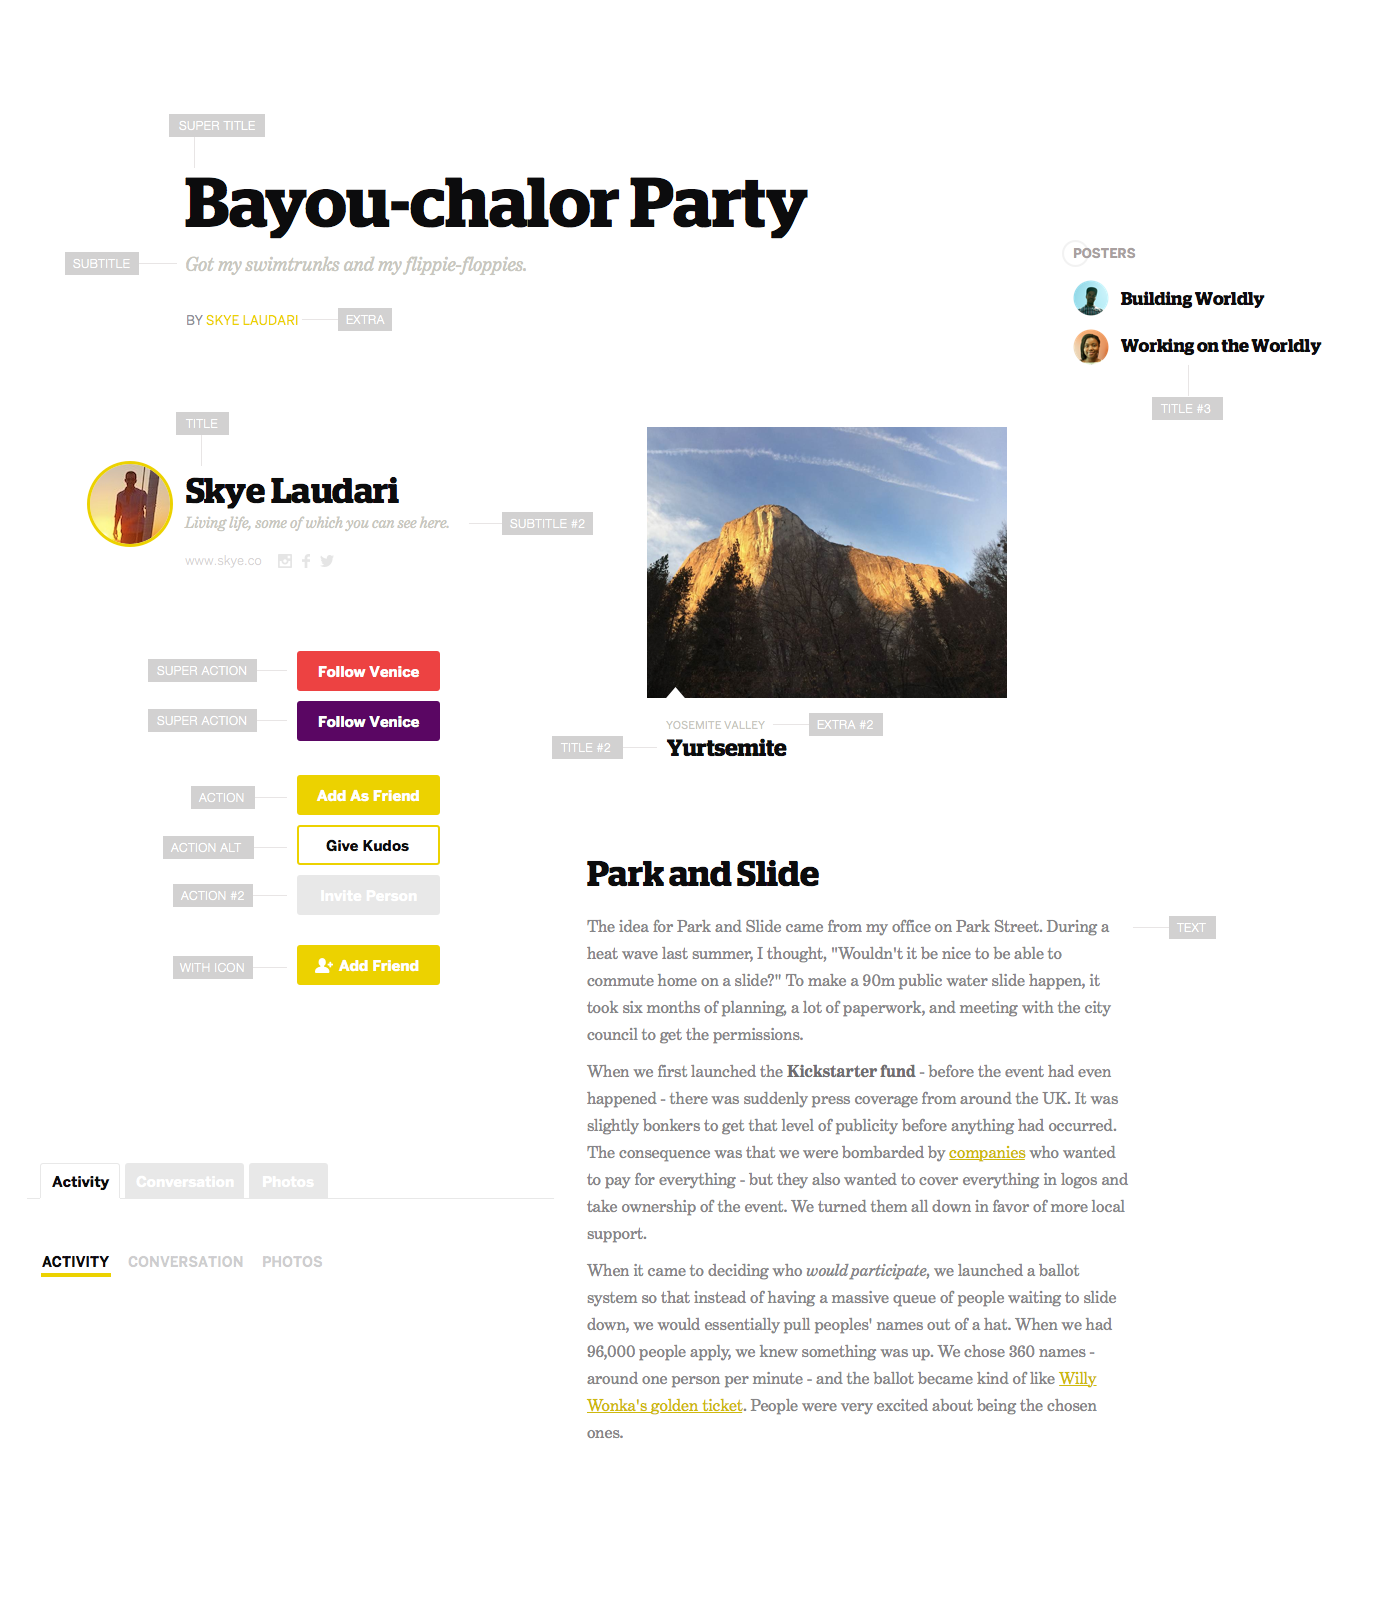 SUPER TITLE
Bayou-chalor Party
SUBTITLE
Got my swimtrunks and my flippie-floppies.
BY SKYE LAUDARI
EXTRA
POSTERS
Building Worldly
Working on the Worldly
TITLE #3
TITLE
Skye Laudari
Living life, some of which you can see here.
SUBTITLE #2
www.skye.co
SUPER ACTION
Follow Venice
SUPER ACTION
Follow Venice
ACTION
Add As Friend
ACTION ALT
Give Kudos
ACTION #2
Invite Person
WITH ICON
Add Friend
YOSEMITE VALLEY
EXTRA #2
TITLE #2
Yurtsemite
Park and Slide
The idea for Park and Slide came from my office on Park Street. During a
heat wave last summer, I thought, "Wouldn't it be nice to be able to
commute home on a slide?" To make a 90m public water slide happen, it
took six months of planning, a lot of paperwork, and meeting with the city
council to get the permissions.
TEXT
When we first launched the Kickstarter fund - before the event had even
happened - there was suddenly press coverage from around the UK. It was
slightly bonkers to get that level of publicity before anything had occurred.
The consequence was that we were bombarded by companies who wanted
to pay for everything - but they also wanted to cover everything in logos and
take ownership of the event. We turned them all down in favor of more local
support.
When it came to deciding who would participate, we launched a ballot
system so that instead of having a massive queue of people waiting to slide
down, we would essentially pull peoples' names out of a hat. When we had
96,000 people apply, we knew something was up. We chose 360 names -
around one person per minute - and the ballot became kind of like Willy
Wonka's golden ticket. People were very excited about being the chosen
ones.
Activity
Conversation
Photos
ACTIVITY
CONVERSATION
PHOTOS